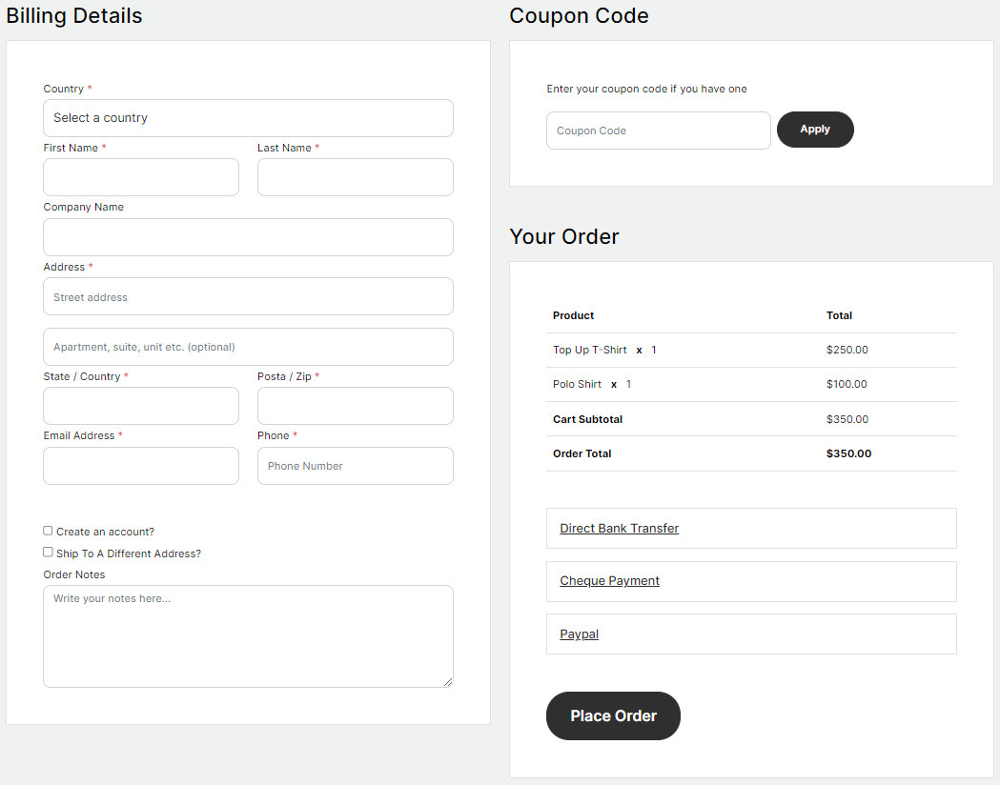 Billing Details
Country *
Select a country
First Name * Last Name *
Company Name
Address *
Street address
Apartment, suite, unit etc. (optional)
State / Country * Posta / Zip *
Email Address * Phone *
Phone Number
Create an account?
Ship To A Different Address?
Order Notes
Write your notes here...
Coupon Code
Enter your coupon code if you have one
Coupon Code Apply
Your Order
Product Total
Top Up T-Shirt x 1 $250.00
Polo Shirt x 1 $100.00
Cart Subtotal $350.00
Order Total $350.00
Direct Bank Transfer
Cheque Payment
Paypal
Place Order